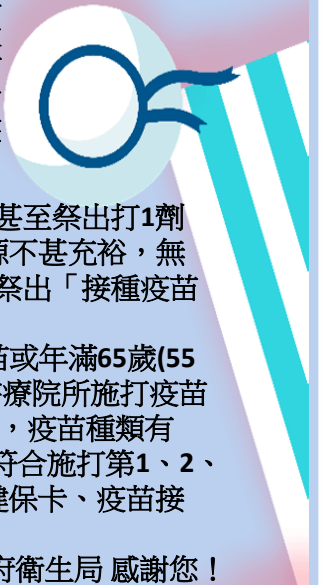 甚至祭出打1劑
源不甚充裕，無
祭出「接種疫苗
苗或年滿65歲(55
醫療院所施打疫苗
，疫苗種類有
符合施打第1、2、
健保卡、疫苗接
府衛生局 感謝您！